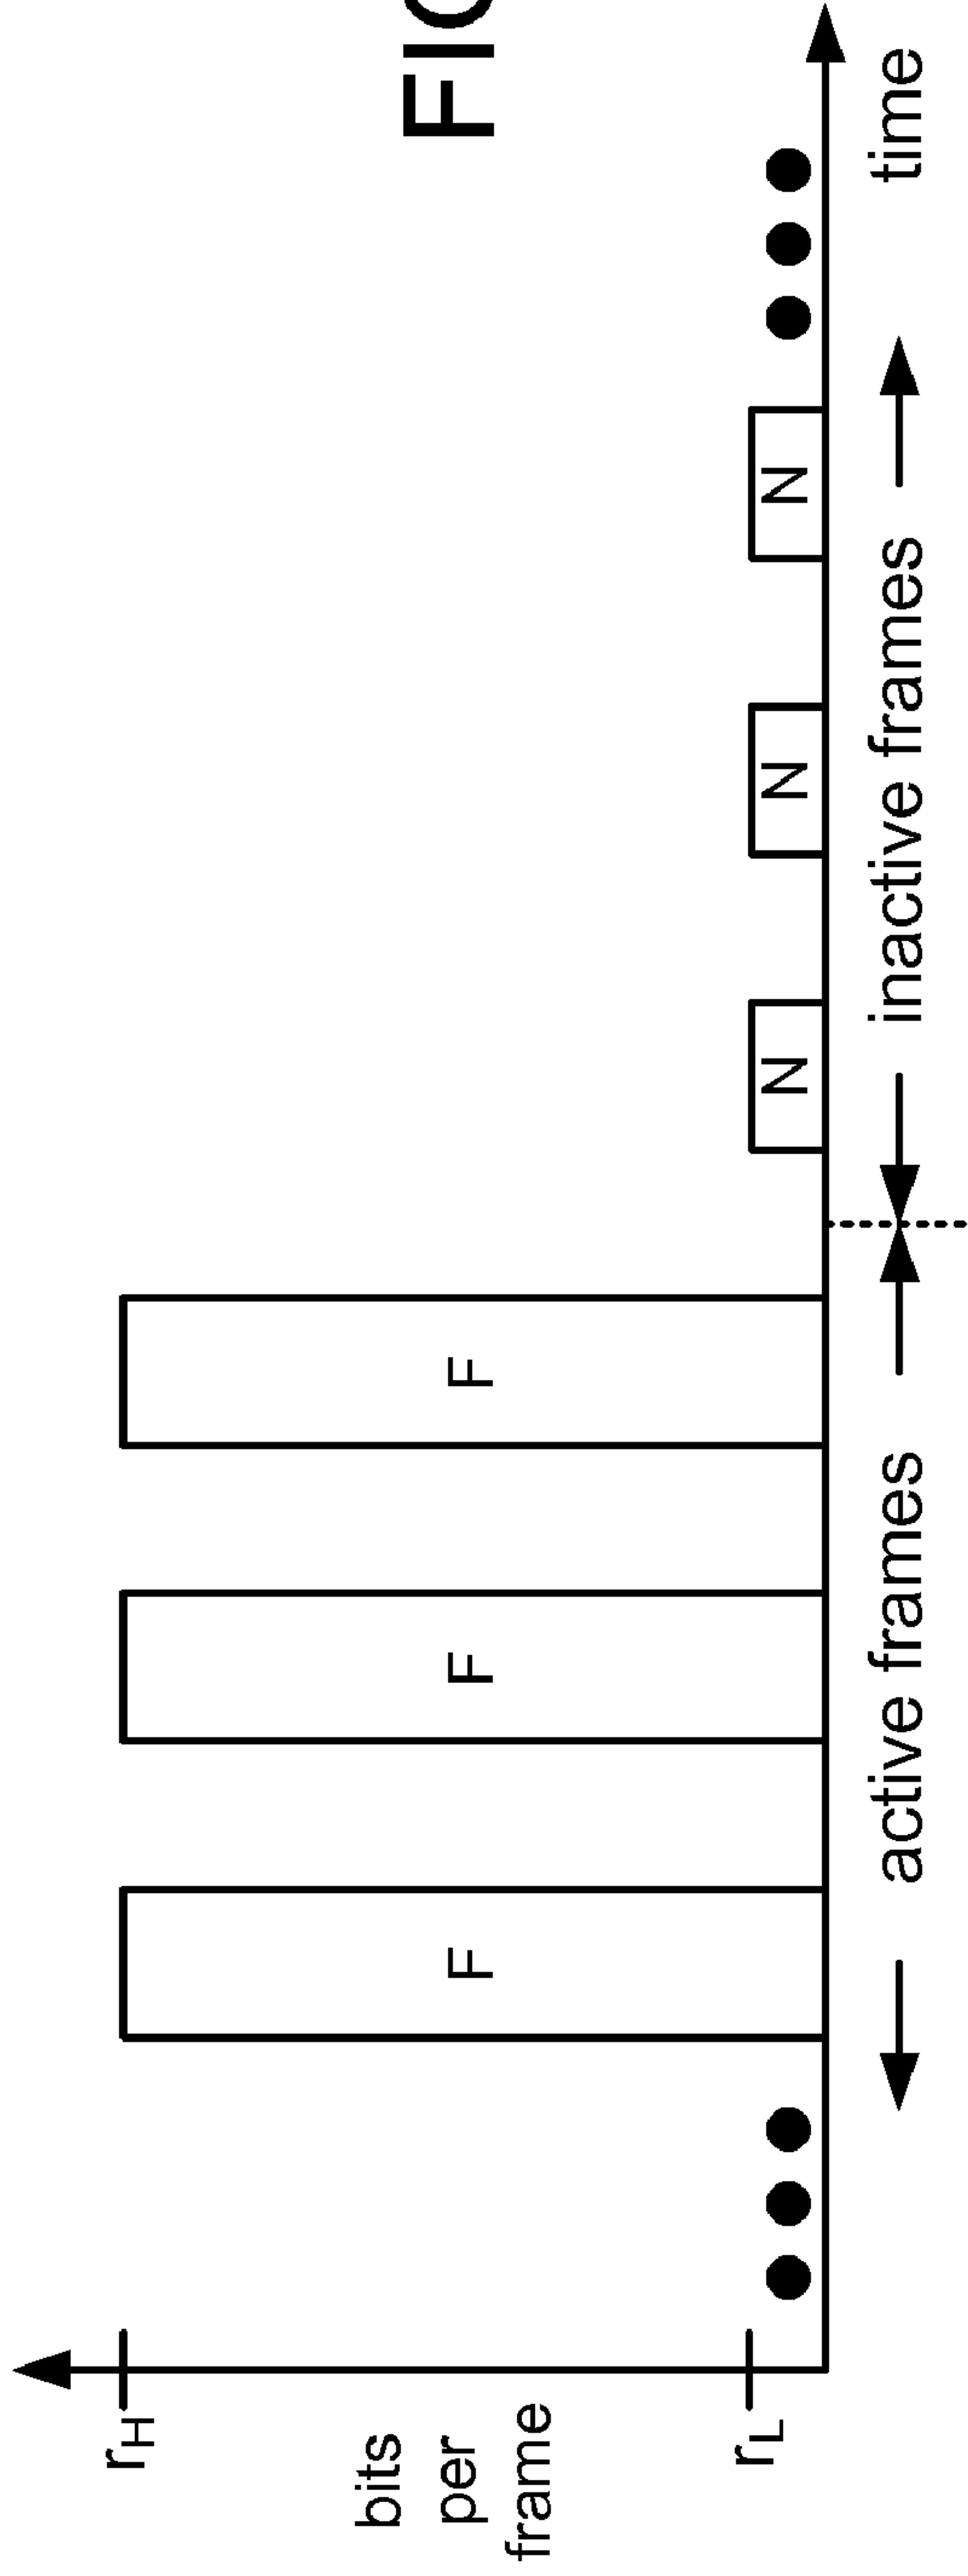 FIG
r_H
bits
per
frame
r_L
F
F
F
N
N
N
active frames
inactive frames
time